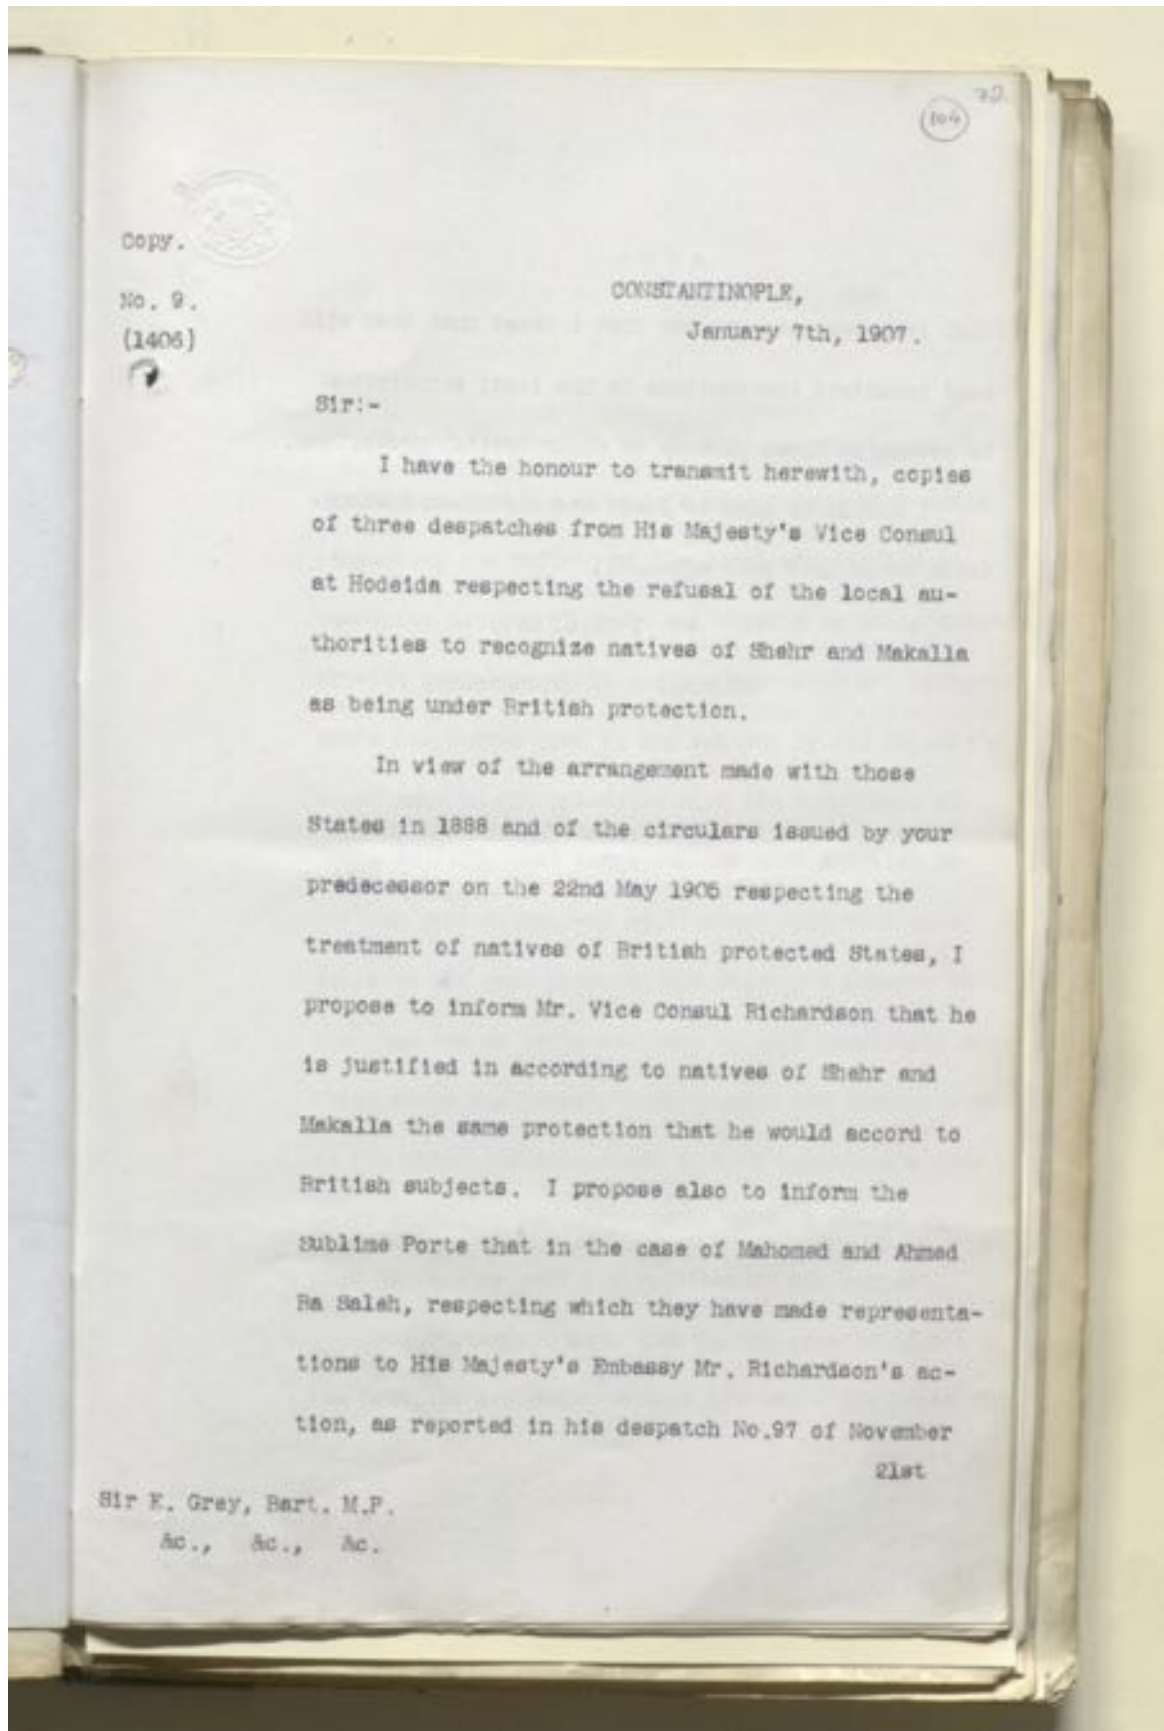 72
104
Copy.
No. 9.
(1406)
CONSTANTINOPLE,
January 7th, 1907.
Sir:-
I have the honour to transmit herewith, copies
of three despatches from His Majesty's Vice Consul
at Hodeida respecting the refusal of the local au-
thorities to recognize natives of Shehr and Makalla
as being under British protection.
In view of the arrangement made with those
States in 1888 and of the circulars issued by your
predecessor on the 22nd May 1905 respecting the
treatment of natives of British protected States, I
propose to inform Mr. Vice Consul Richardson that he
is justified in according to natives of Shehr and
Makalla the same protection that he would accord to
British subjects. I propose also to inform the
Sublime Porte that in the case of Mahomed and Ahmed
Ba Saleh, respecting which they have made representa-
tions to His Majesty's Embassy Mr. Richardson's ac-
tion, as reported in his despatch No.97 of November
21st
Sir E. Grey, Bart. M.P.
&c., &c., &c.